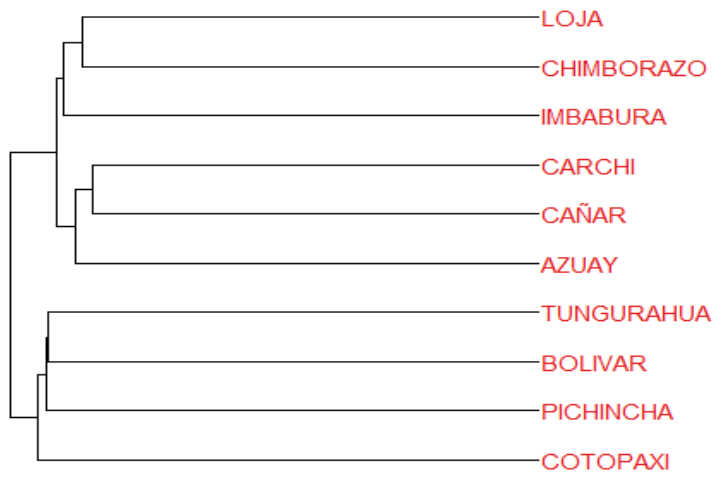 LOJA
CHIMBORAZO
IMBABURA
CARCHI
CAÑAR
AZUAY
TUNGURAHUA
BOLIVAR
PICHINCHA
COTOPAXI